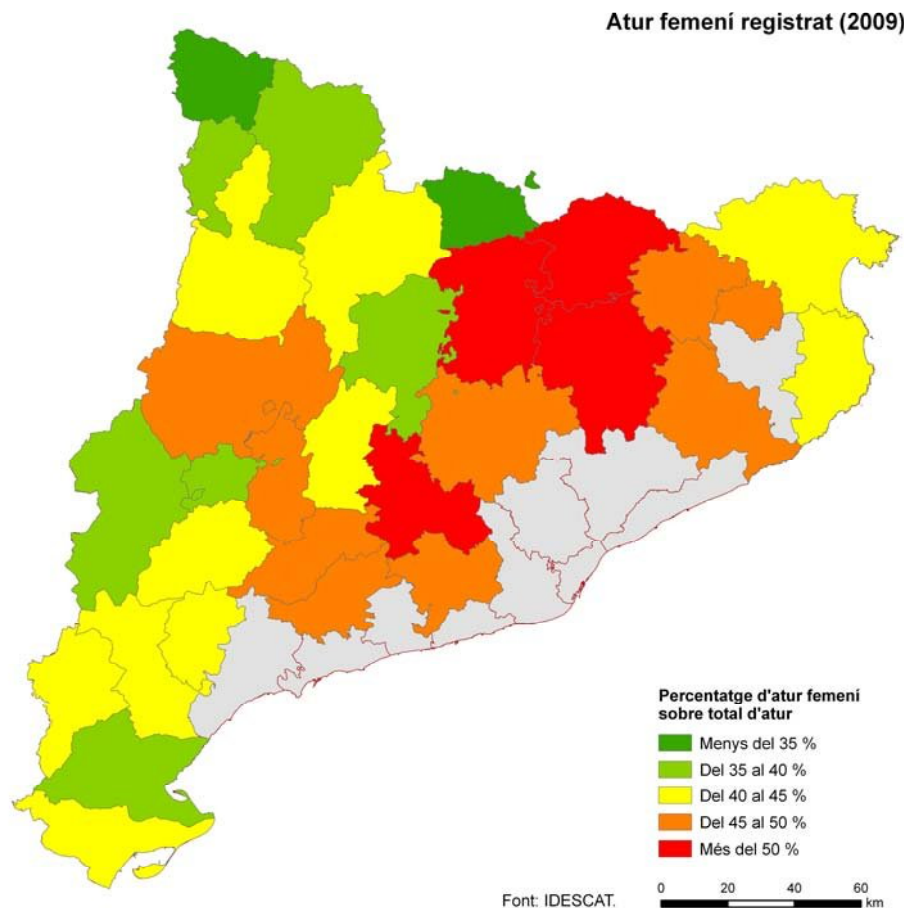 Atur femení registrat (2009)
Percentatge d'atur femení
sobre total d'atur
Menys del 35 %
Del 35 al 40 %
Del 40 al 45 %
Del 45 al 50 %
Més del 50 %
Font: IDESCAT.
0 20 40 60
km